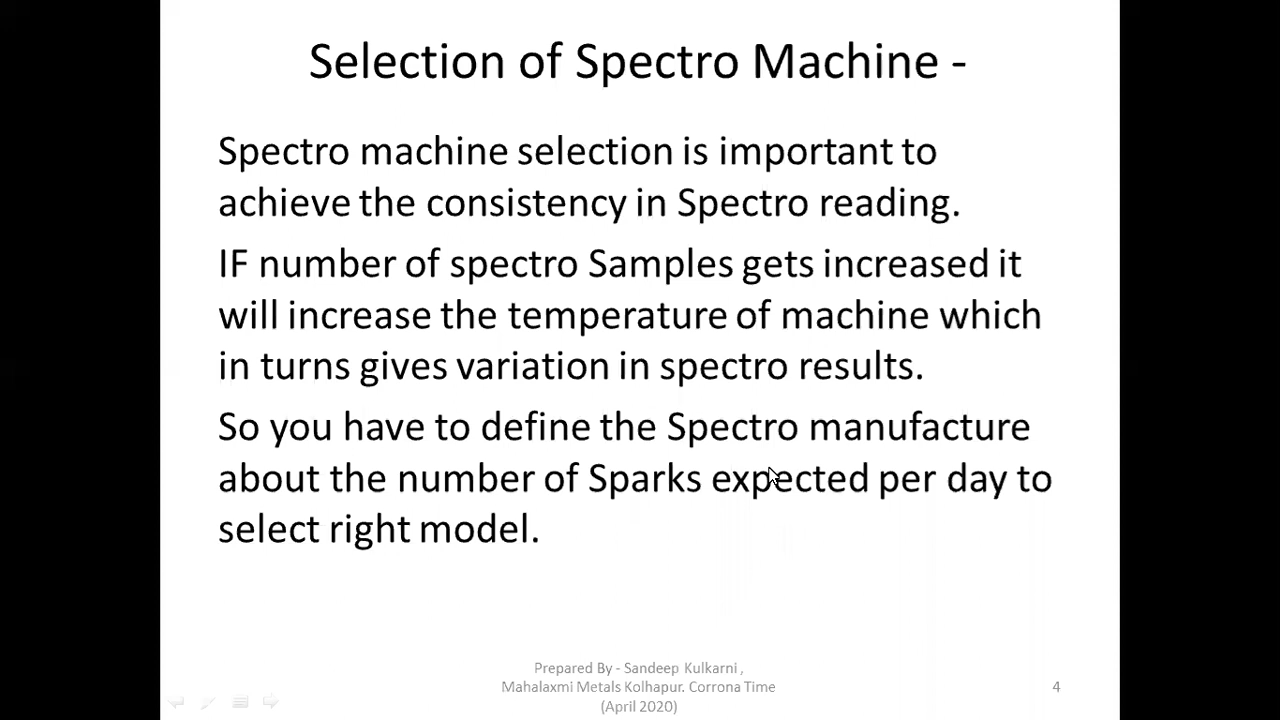 Selection of Spectro Machine -
Spectro machine selection is important to
achieve the consistency in Spectro reading.
IF number of spectro Samples gets increased it
will increase the temperature of machine which
in turns gives variation in spectro results.
So you have to define the Spectro manufacture
about the number of Sparks expected per day to
select right model.
Prepared By - Sandeep Kulkarni ,
Mahalaxmi Metals Kolhapur. Corrona Time
(April 2020)
4